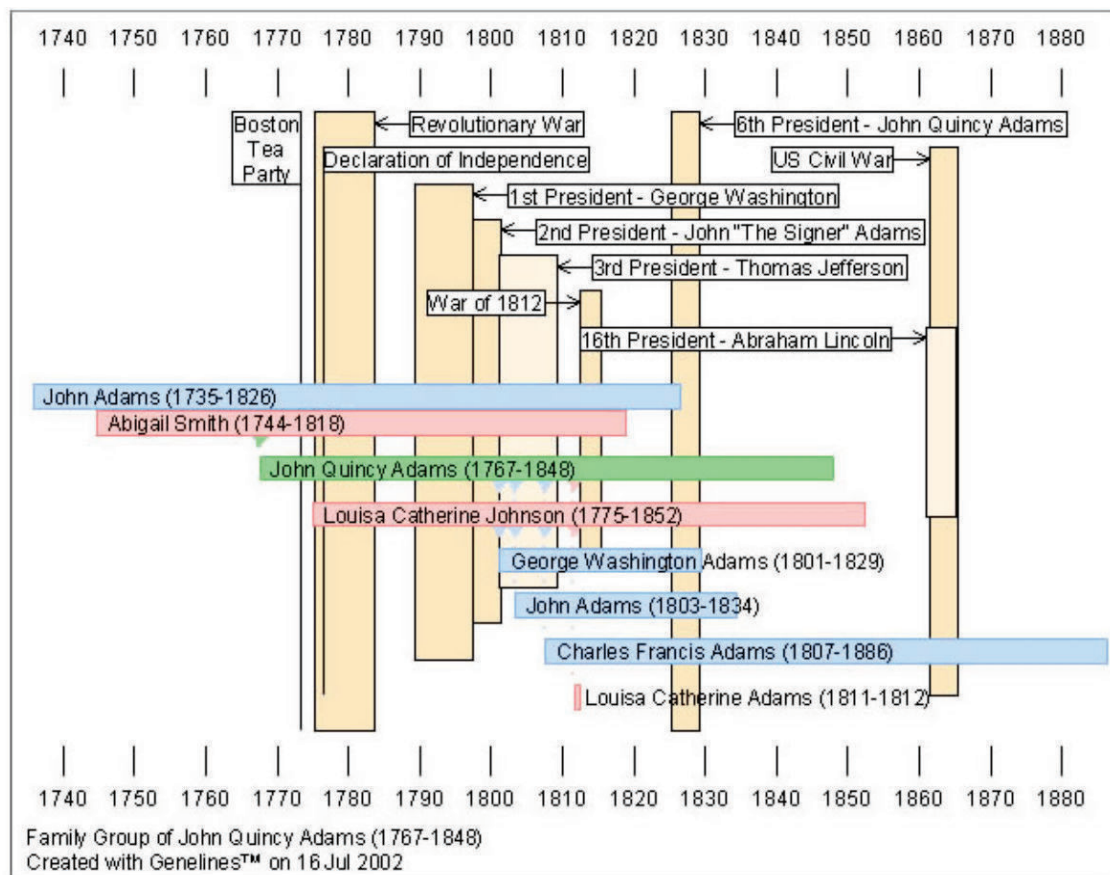 1740 1750 1760 1770 1780 1790 1800 1810 1820 1830 1840 1850 1860 1870 1880
Boston
Tea
Party
Revolutionary War
6th President - John Quincy Adams
Declaration of Independence
US Civil War
1st President - George Washington
2nd President - John "The Signer" Adams
3rd President - Thomas Jefferson
War of 1812
16th President - Abraham Lincoln
John Adams (1735-1826)
Abigail Smith (1744-1818)
John Quincy Adams (1767-1848)
Louisa Catherine Johnson (1775-1852)
George Washington Adams (1801-1829)
John Adams (1803-1834)
Charles Francis Adams (1807-1886)
Louisa Catherine Adams (1811-1812)
1740 1750 1760 1770 1780 1790 1800 1810 1820 1830 1840 1850 1860 1870 1880
Family Group of John Quincy Adams (1767-1848)
Created with Genelines™ on 16 Jul 2002